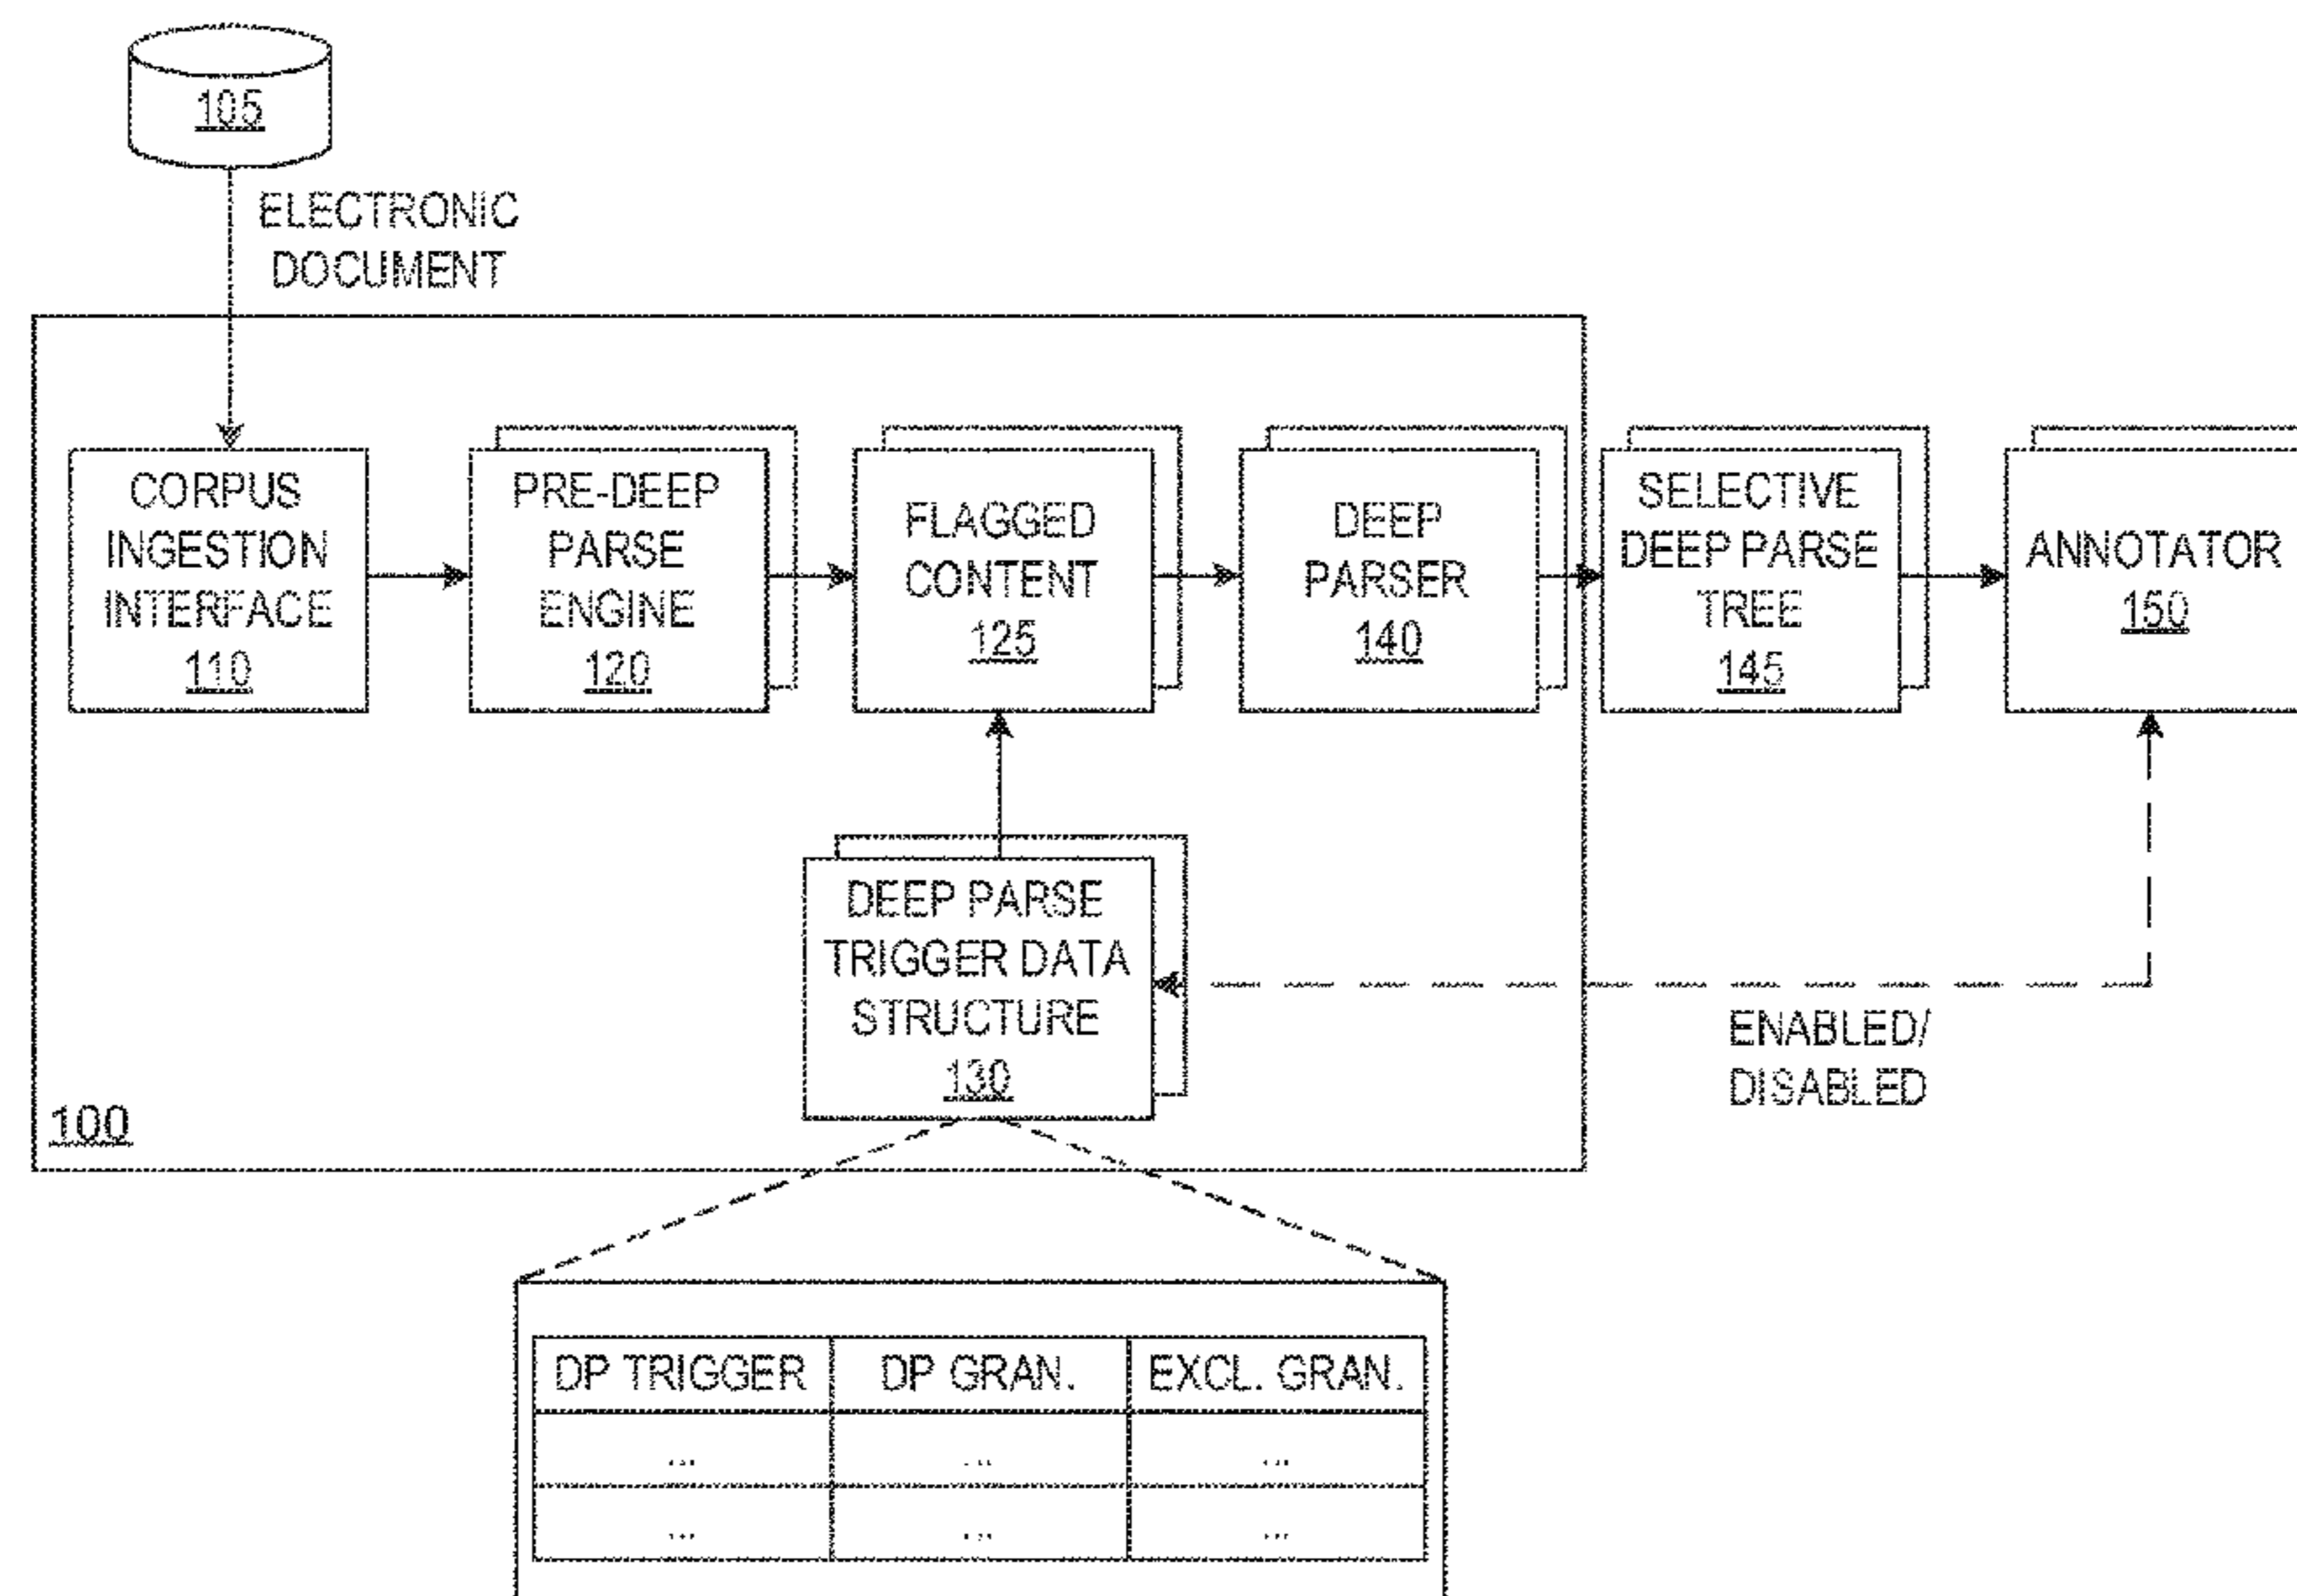 105
ELECTRONIC
DOCUMENT
CORPUS
INGESTION
INTERFACE
110
PRE-DEEP
PARSE
ENGINE
120
FLAGGED
CONTENT
125
DEEP
PARSER
140
SELECTIVE
DEEP PARSE
TREE
145
ANNOTATOR
150
DEEP PARSE
TRIGGER DATA
STRUCTURE
130
ENABLED/
DISABLED
100
DP TRIGGER DP GRAN. EXCL. GRAN.
... ... ...
... ... ...